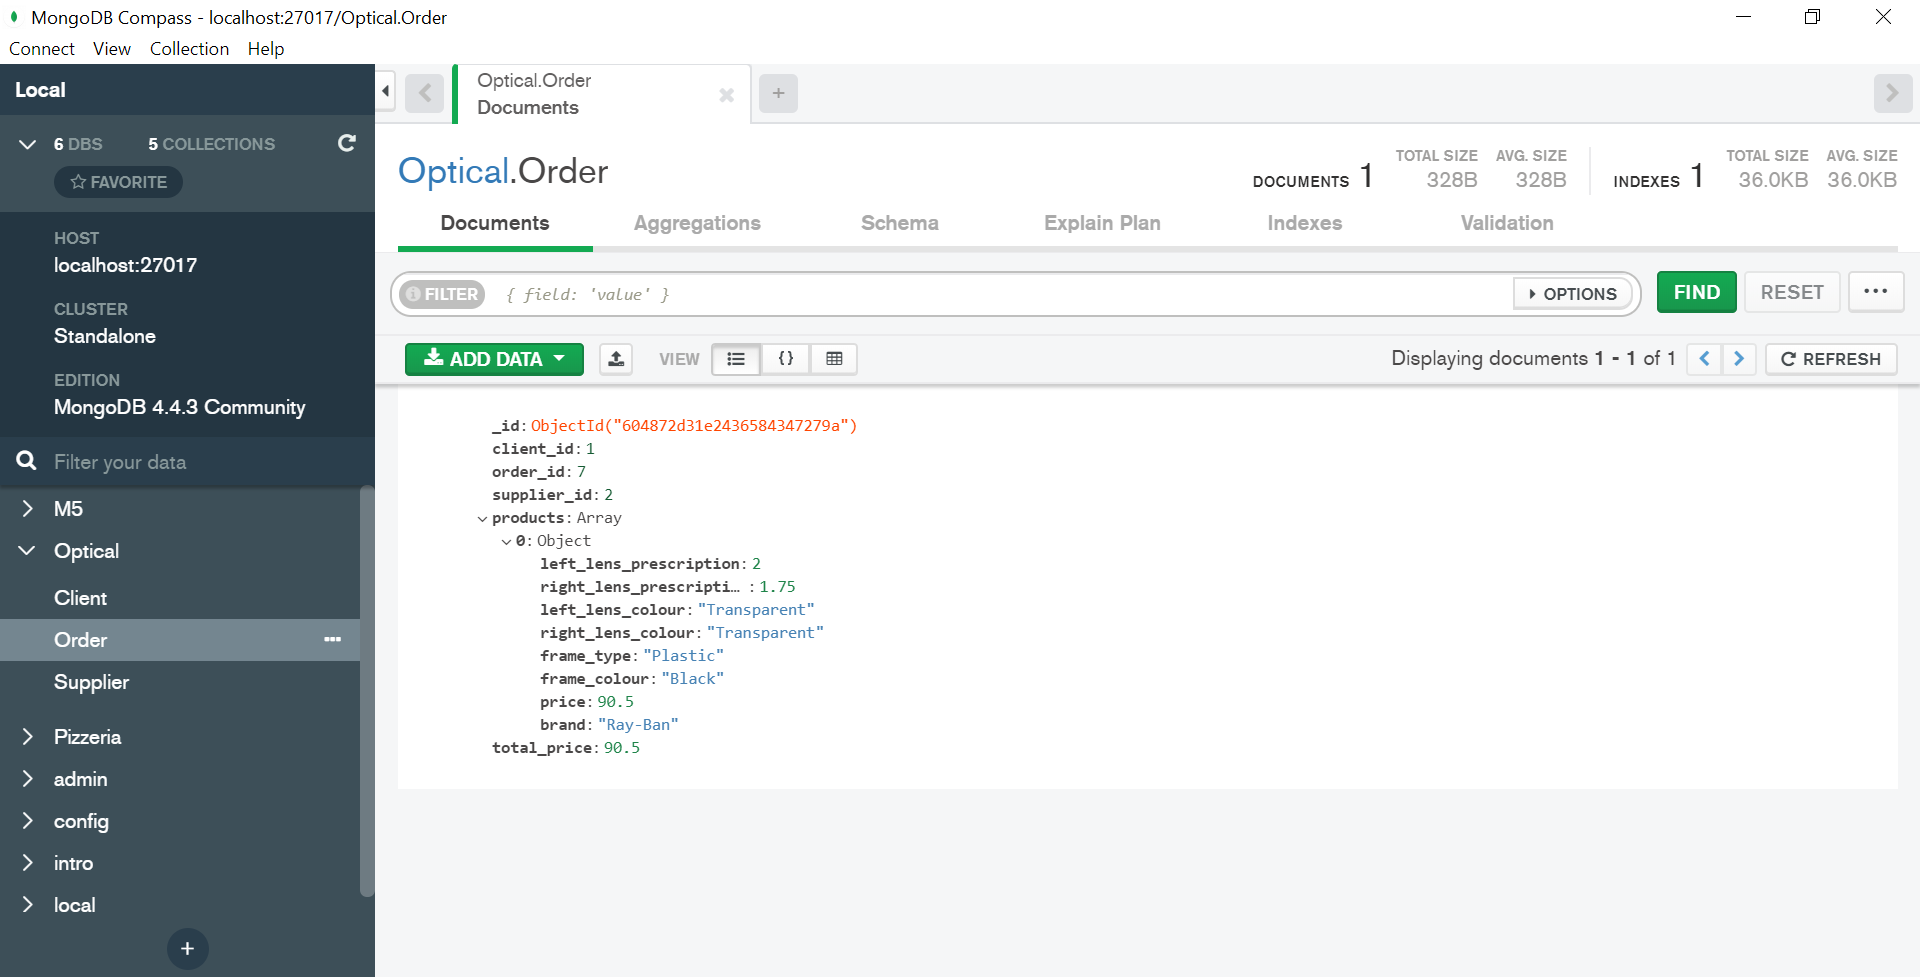 MongoDB Compass - localhost:27017/Optical.Order
Connect View Collection Help
Local
6 DBS 5 COLLECTIONS
FAVORITE
HOST
localhost:27017
CLUSTER
Standalone
EDITION
MongoDB 4.4.3 Community
Filter your data
M5
Optical
Client
Order
Supplier
Pizzeria
admin
config
intro
local
+
Optical.Order
Documents
+
Optical.Order
DOCUMENTS 1
TOTAL SIZE
328B
AVG. SIZE
328B
INDEXES 1
TOTAL SIZE
36.0KB
AVG. SIZE
36.0KB
Documents Aggregations Schema Explain Plan Indexes Validation
FILTER { field: 'value' } OPTIONS FIND RESET ...
ADD DATA VIEW {} Displaying documents 1 - 1 of 1 REFRESH
_id: ObjectId("604872d31e2436584347279a")
client_id: 1
order_id: 7
supplier_id: 2
products: Array
0: Object
left_lens_prescription: 2
right_lens_prescripti… : 1.75
left_lens_colour: "Transparent"
right_lens_colour: "Transparent"
frame_type: "Plastic"
frame_colour: "Black"
price: 90.5
brand: "Ray-Ban"
total_price: 90.5